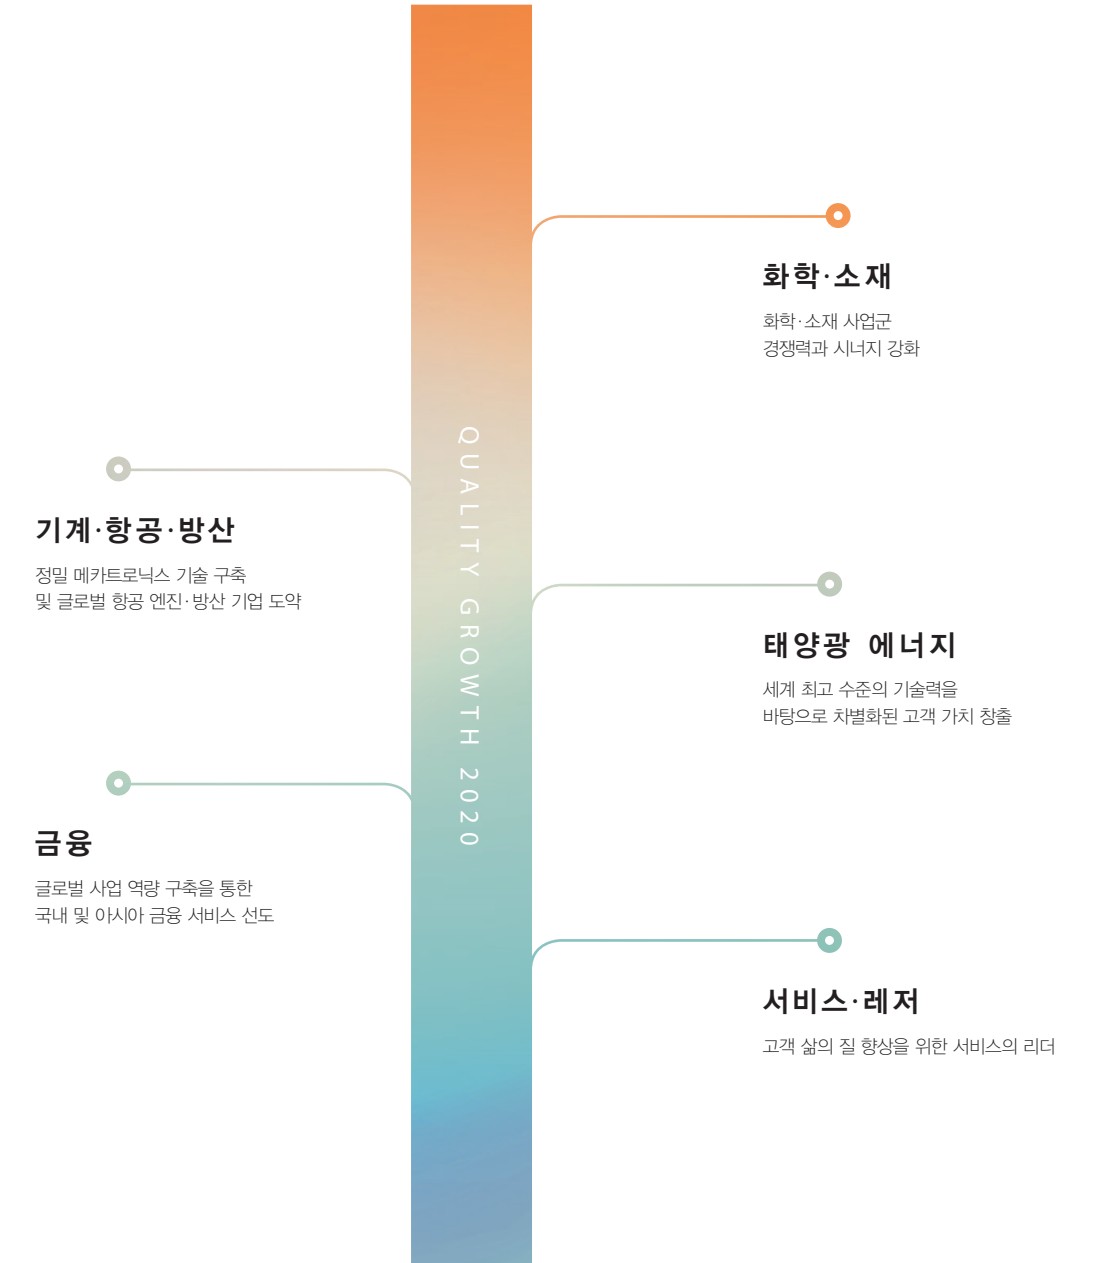 화학·소재
화학·소재 사업군
경쟁력과 시너지 강화
기계·항공·방산
정밀 메카트로닉스 기술 구축
및 글로벌 항공 엔진·방산 기업 도약
QUALITY GROWTH 2020
태양광 에너지
세계 최고 수준의 기술력을
바탕으로 차별화된 고객 가치 창출
금융
글로벌 사업 역량 구축을 통한
국내 및 아시아 금융 서비스 선도
서비스·레저
고객 삶의 질 향상을 위한 서비스의 리더